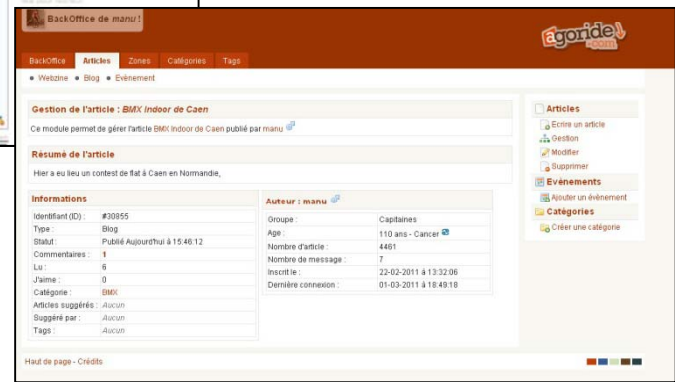 BackOffice de manu !
agoride
.com
BackOffice Articles Zones Catégories Tags
Webzine Blog Evènement
Gestion de l'article : BMX Indoor de Caen
Ce module permet de gérer l'article BMX Indoor de Caen publié par manu
Résumé de l'article
Hier a eu lieu un contest de flat à Caen en Normandie,
Informations
Identifiant (ID) : #30955
Type : Blog
Statut : Publié Aujourd'hui à 15:46:12
Commentaires : 1
Lu : 6
J'aime : 0
Catégorie : BMX
Articles suggérés : Aucun
Suggéré par : Aucun
Tags : Aucun
Auteur : manu
Groupe : Capitaines
Age : 110 ans - Cancer
Nombre d'article : 4461
Nombre de message : 7
Inscrit le : 22-02-2011 à 13:32:06
Dernière connexion : 01-03-2011 à 18:49:18
Articles
Ecrire un article
Gestion
Modifier
Supprimer
Evénements
Ajouter un évènement
Catégories
Créer une catégorie
Haut de page - Crédits